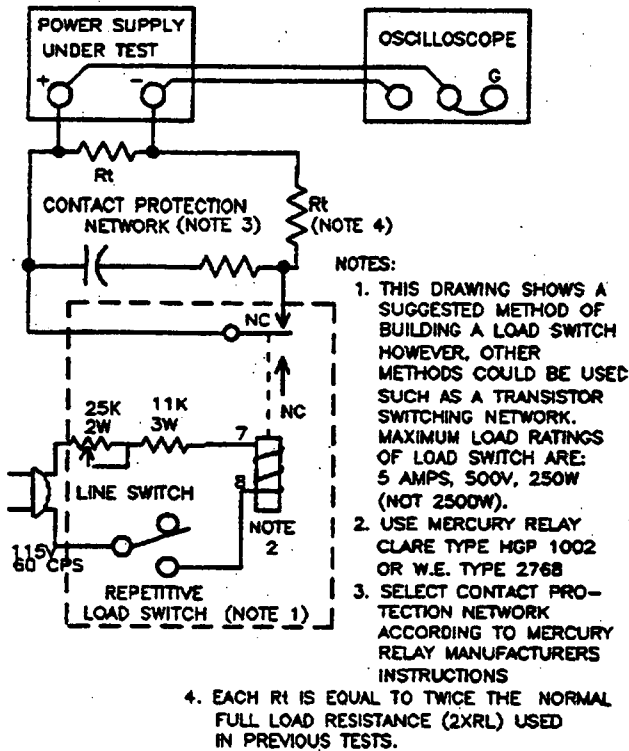 POWER SUPPLY
UNDER TEST
OSCILLOSCOPE
+
-
G
Rt
CONTACT PROTECTION
NETWORK (NOTE 3)
Rt
(NOTE 4)
NC
NC
25K
2W
11K
3W
7
8
LINE SWITCH
NOTE
2
115V
60 CPS
REPETITIVE
LOAD SWITCH (NOTE 1)
NOTES:
1. THIS DRAWING SHOWS A
SUGGESTED METHOD OF
BUILDING A LOAD SWITCH
HOWEVER, OTHER
METHODS COULD BE USED
SUCH AS A TRANSISTOR
SWITCHING NETWORK.
MAXIMUM LOAD RATINGS
OF LOAD SWITCH ARE:
5 AMPS, 500V, 250W
(NOT 2500W).
2. USE MERCURY RELAY
CLARE TYPE HGP 1002
OR W.E. TYPE 276B
3. SELECT CONTACT PRO-
TECTION NETWORK
ACCORDING TO MERCURY
RELAY MANUFACTURERS
INSTRUCTIONS
4. EACH Rt IS EQUAL TO TWICE THE NORMAL
FULL LOAD RESISTANCE (2XRL) USED
IN PREVIOUS TESTS.